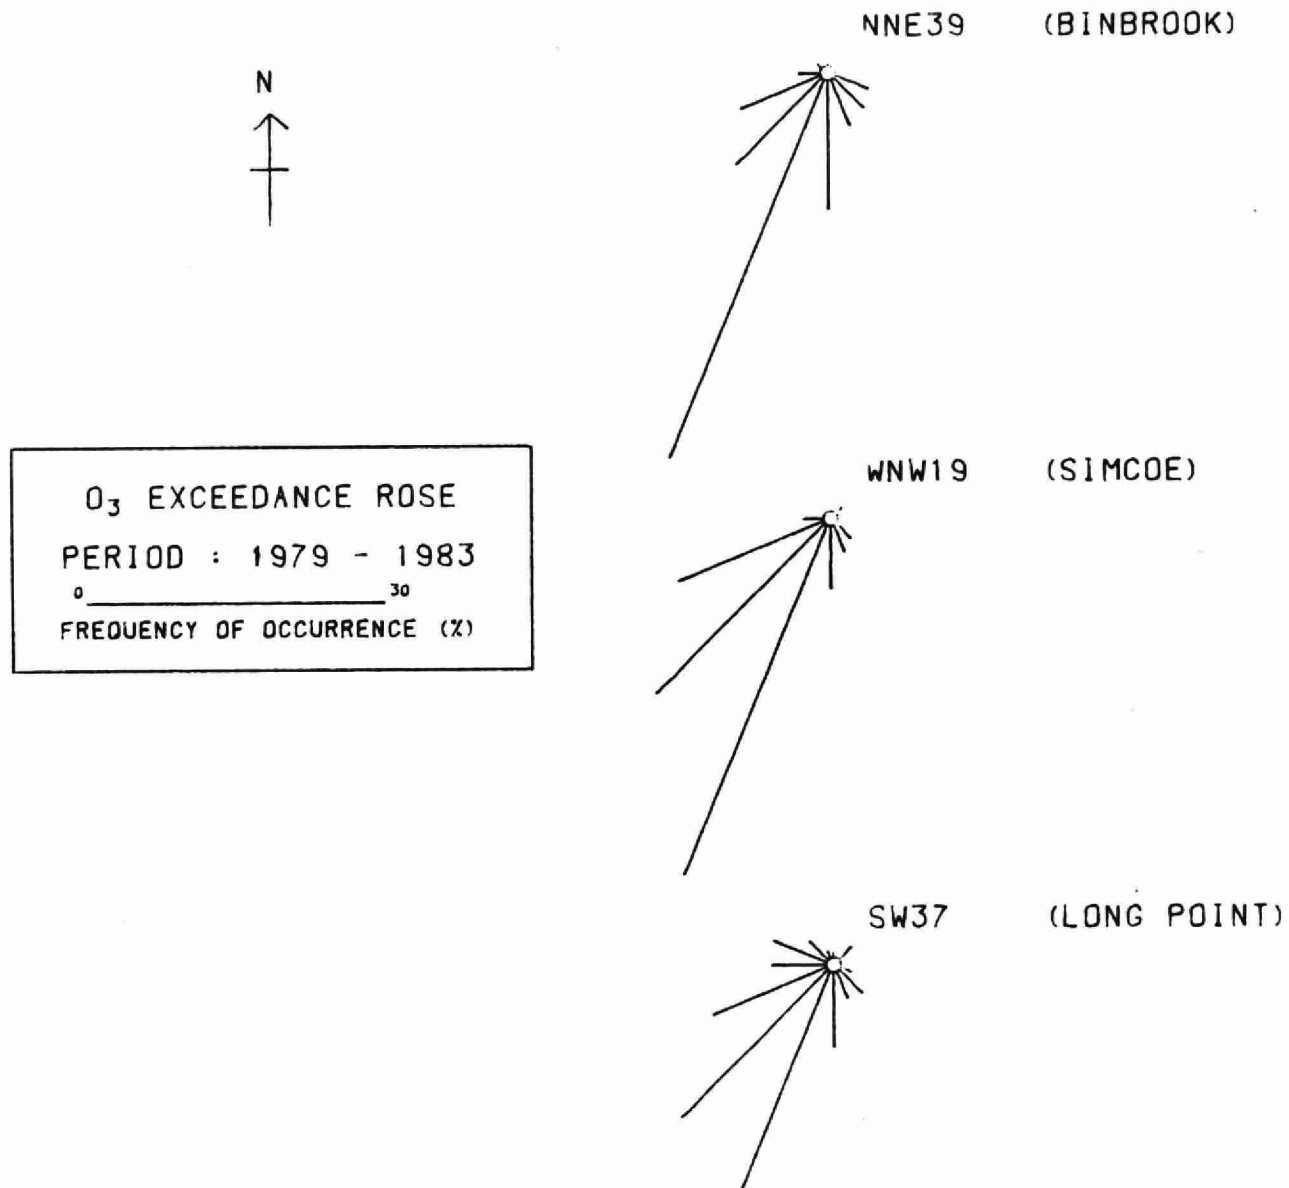 NNE39 (BINBROOK)
N
WNW19 (SIMCOE)
O₃ EXCEEDANCE ROSE
PERIOD : 1979 - 1983
0 30
FREQUENCY OF OCCURRENCE (%)
SW37 (LONG POINT)